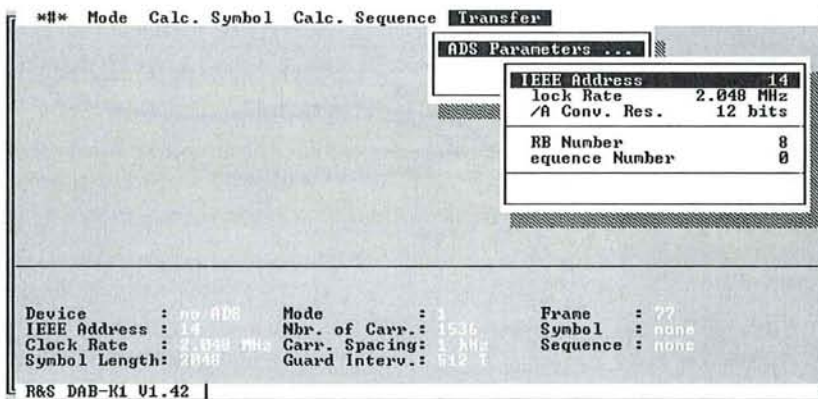 *#* Mode Calc. Symbol Calc. Sequence Transfer
ADS Parameters ...
IEEE Address 14
lock Rate 2.048 MHz
/A Conv. Res. 12 bits
RB Number 8
equence Number 0
Device : no ADS Mode : 1 Frame : ??
IEEE Address : 14 Nbr. of Carr.: 1536 Symbol : none
Clock Rate : 2.048 MHz Carr. Spacing: 1 kHz Sequence : none
Symbol Length: 2048 Guard Interv.: 512 T
R&S DAB-K1 V1.42